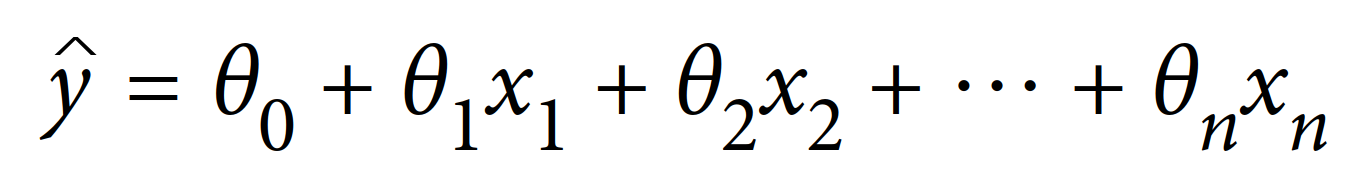 ŷ = θ₀ + θ₁x₁ + θ₂x₂ + ⋯ + θₙxₙ